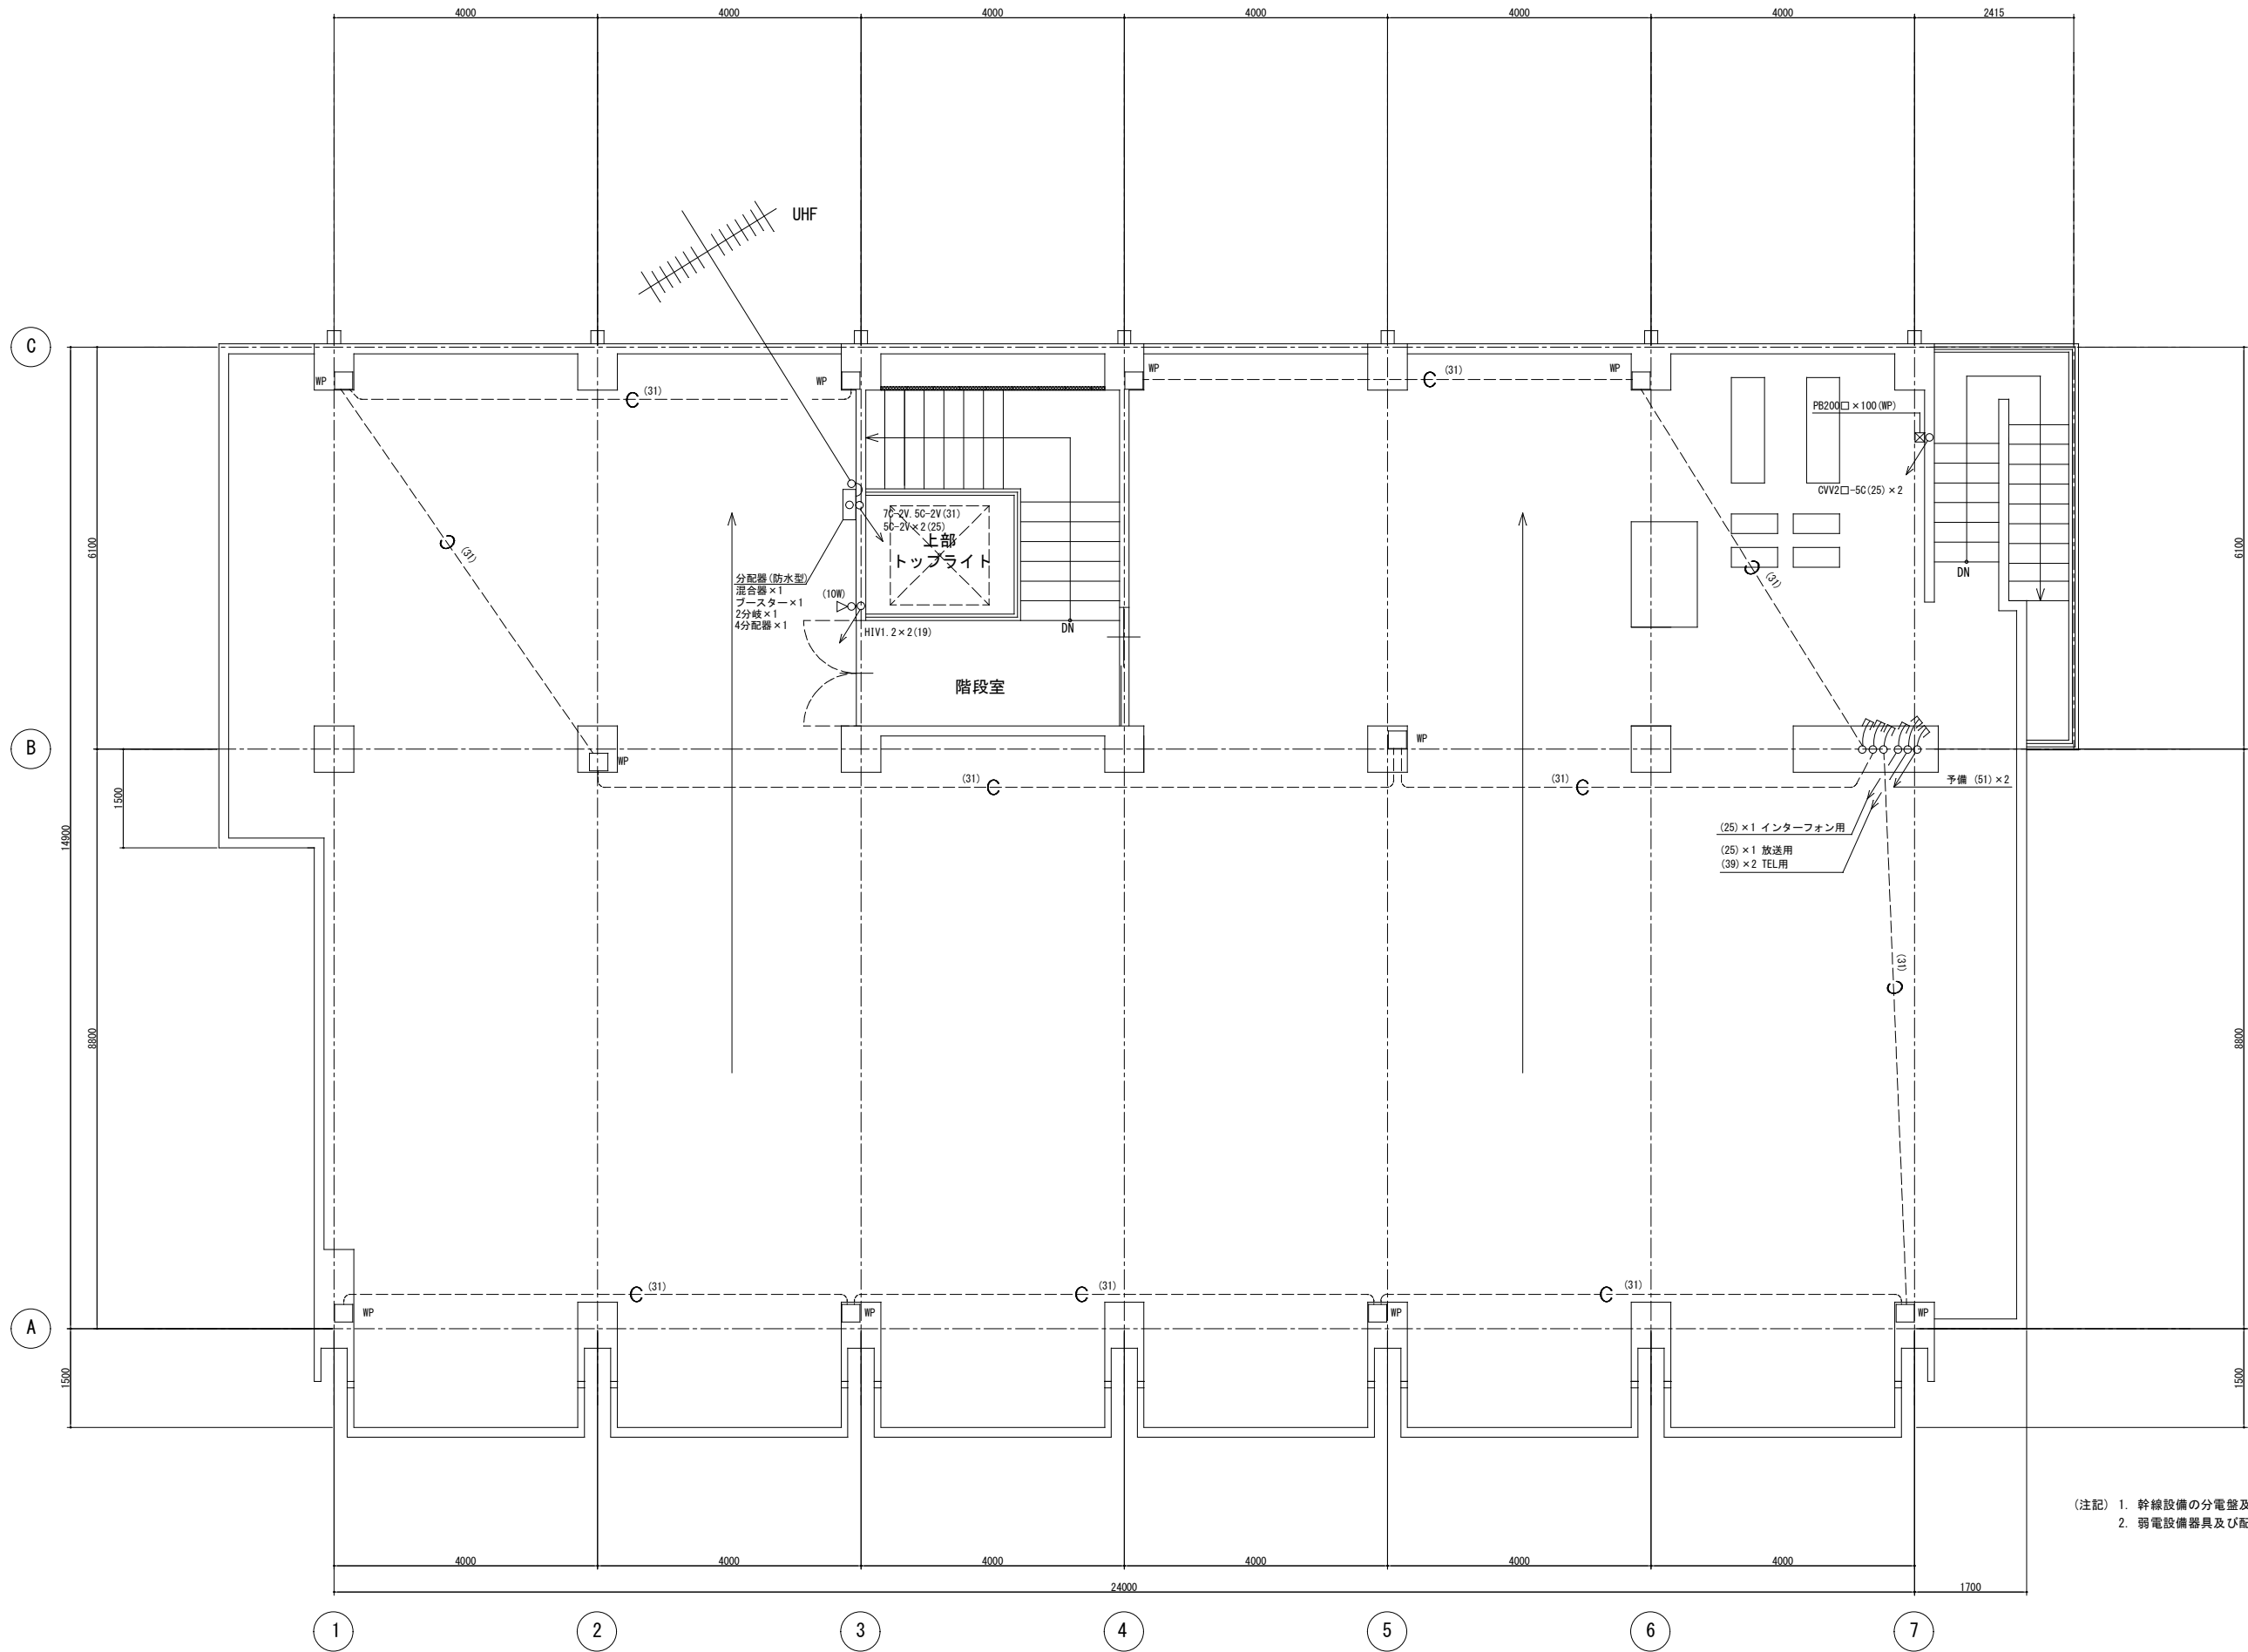 4000
4000
4000
4000
4000
4000
2415
UHF
C
WP
(31)
WP
WP
(31)
WP
PB200□×100(WP)
CVV2□-5C(25)×2
7C-2V. 5C-2V(31)
5C-2V×2(25)
上部
トップライト
6100
(31)
分配器(防水型)
混合器×1
ブースター×1
2分岐×1
4分配器×1
(10W)
HIV1.2×2(19)
DN
(31)
DN
6100
階段室
B
WP
WP
(31)
(31)
予備 (51)×2
1500
14900
(25)×1 インターフォン用
(25)×1 放送用
(39)×2 TEL用
(31)
8800
8800
(31)
(31)
(31)
WP
WP
WP
WP
A
1500
1500
(注記) 1. 幹線設備の分電盤及
2. 弱電設備器具及び配
4000
4000
4000
4000
4000
4000
24000
1700
1
2
3
4
5
6
7